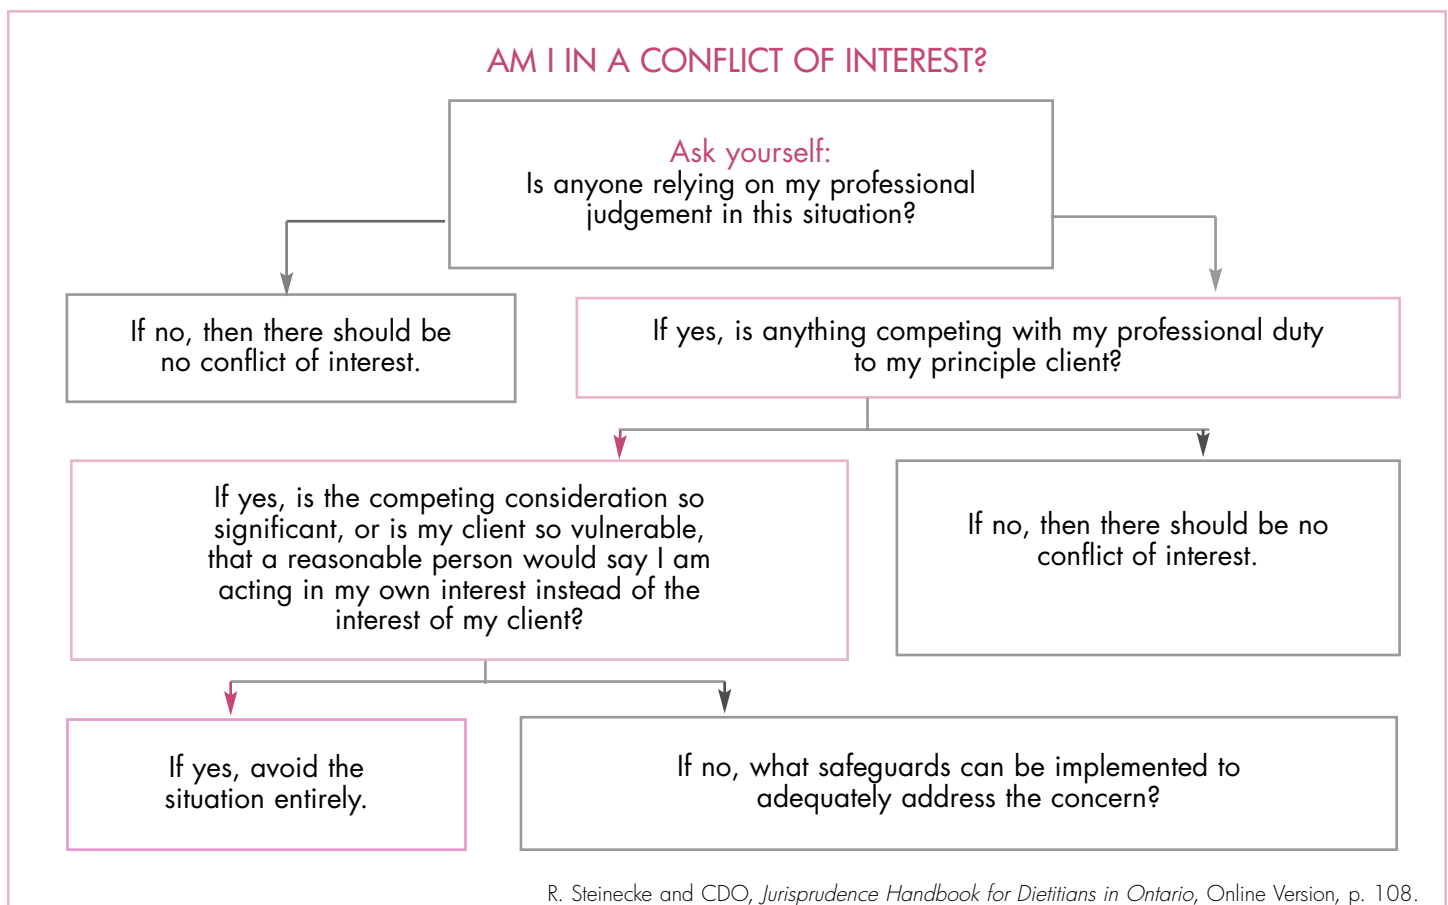 AM I IN A CONFLICT OF INTEREST?
Ask yourself:
Is anyone relying on my professional
judgement in this situation?
If no, then there should be
no conflict of interest.
If yes, is anything competing with my professional duty
to my principle client?
If yes, is the competing consideration so
significant, or is my client so vulnerable,
that a reasonable person would say I am
acting in my own interest instead of the
interest of my client?
If no, then there should be no
conflict of interest.
If yes, avoid the
situation entirely.
If no, what safeguards can be implemented to
adequately address the concern?
R. Steinecke and CDO, Jurisprudence Handbook for Dietitians in Ontario, Online Version, p. 108.